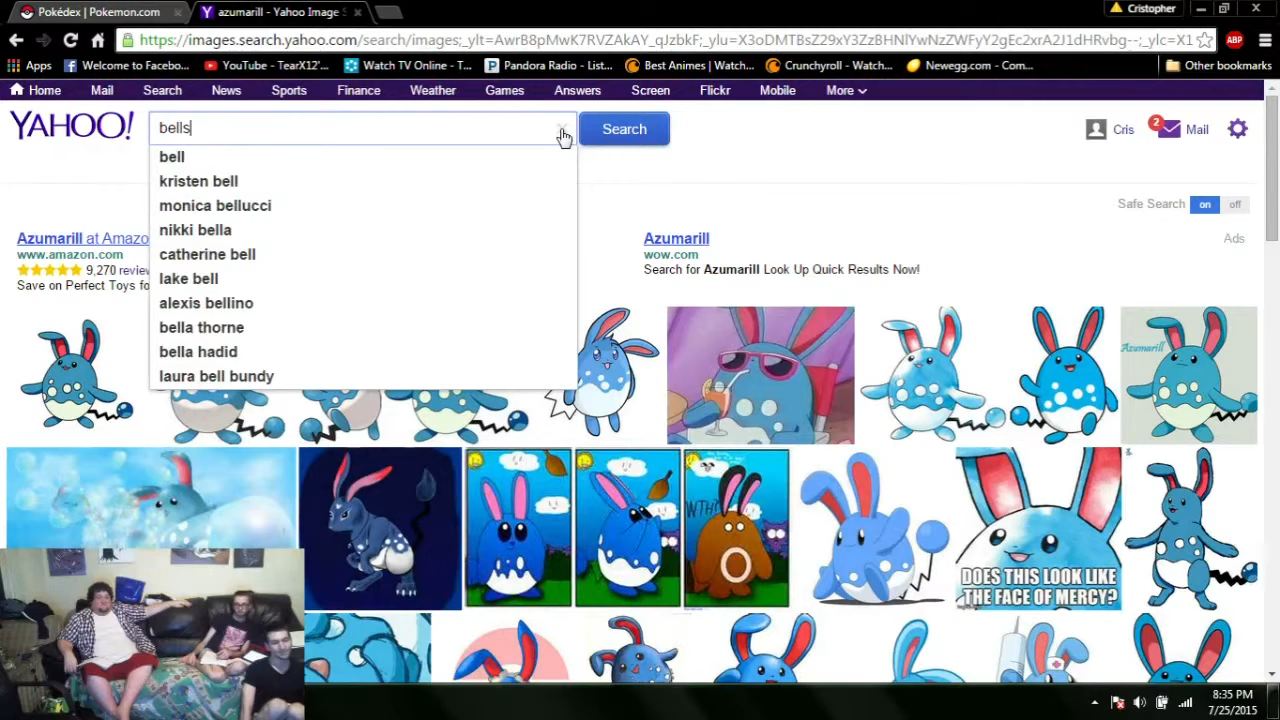 Pokédex | Pokemon.com
azumarill - Yahoo Image S
Cristopher
https://images.search.yahoo.com/search/images;_ylt=AwrB8pMwK7RVZAkAY_qJzbkF;_ylu=X3oDMTBsZ29xY3ZzBHNlYwNzZWFyY2gEc2xrA2J1dHRvbg--;_ylc=X1
ABP
Apps
Welcome to Facebo...
YouTube - TearX12'...
Watch TV Online - T...
Pandora Radio - List...
Best Animes | Watch...
Crunchyroll - Watch...
Newegg.com - Com...
Other bookmarks
Home Mail Search News Sports Finance Weather Games Answers Screen Flickr Mobile More
YAHOO!
bells
Search
Cris
2
Mail
bell
kristen bell
monica bellucci
nikki bella
catherine bell
lake bell
alexis bellino
bella thorne
bella hadid
laura bell bundy
Safe Search on off
Azumarill at Amazo
www.amazon.com
9,270 review
Save on Perfect Toys fo
Azumarill
wow.com
Search for Azumarill Look Up Quick Results Now!
Ads
Azumarill
WTH?
DOES THIS LOOK LIKE
THE FACE OF MERCY?
8:35 PM
7/25/2015